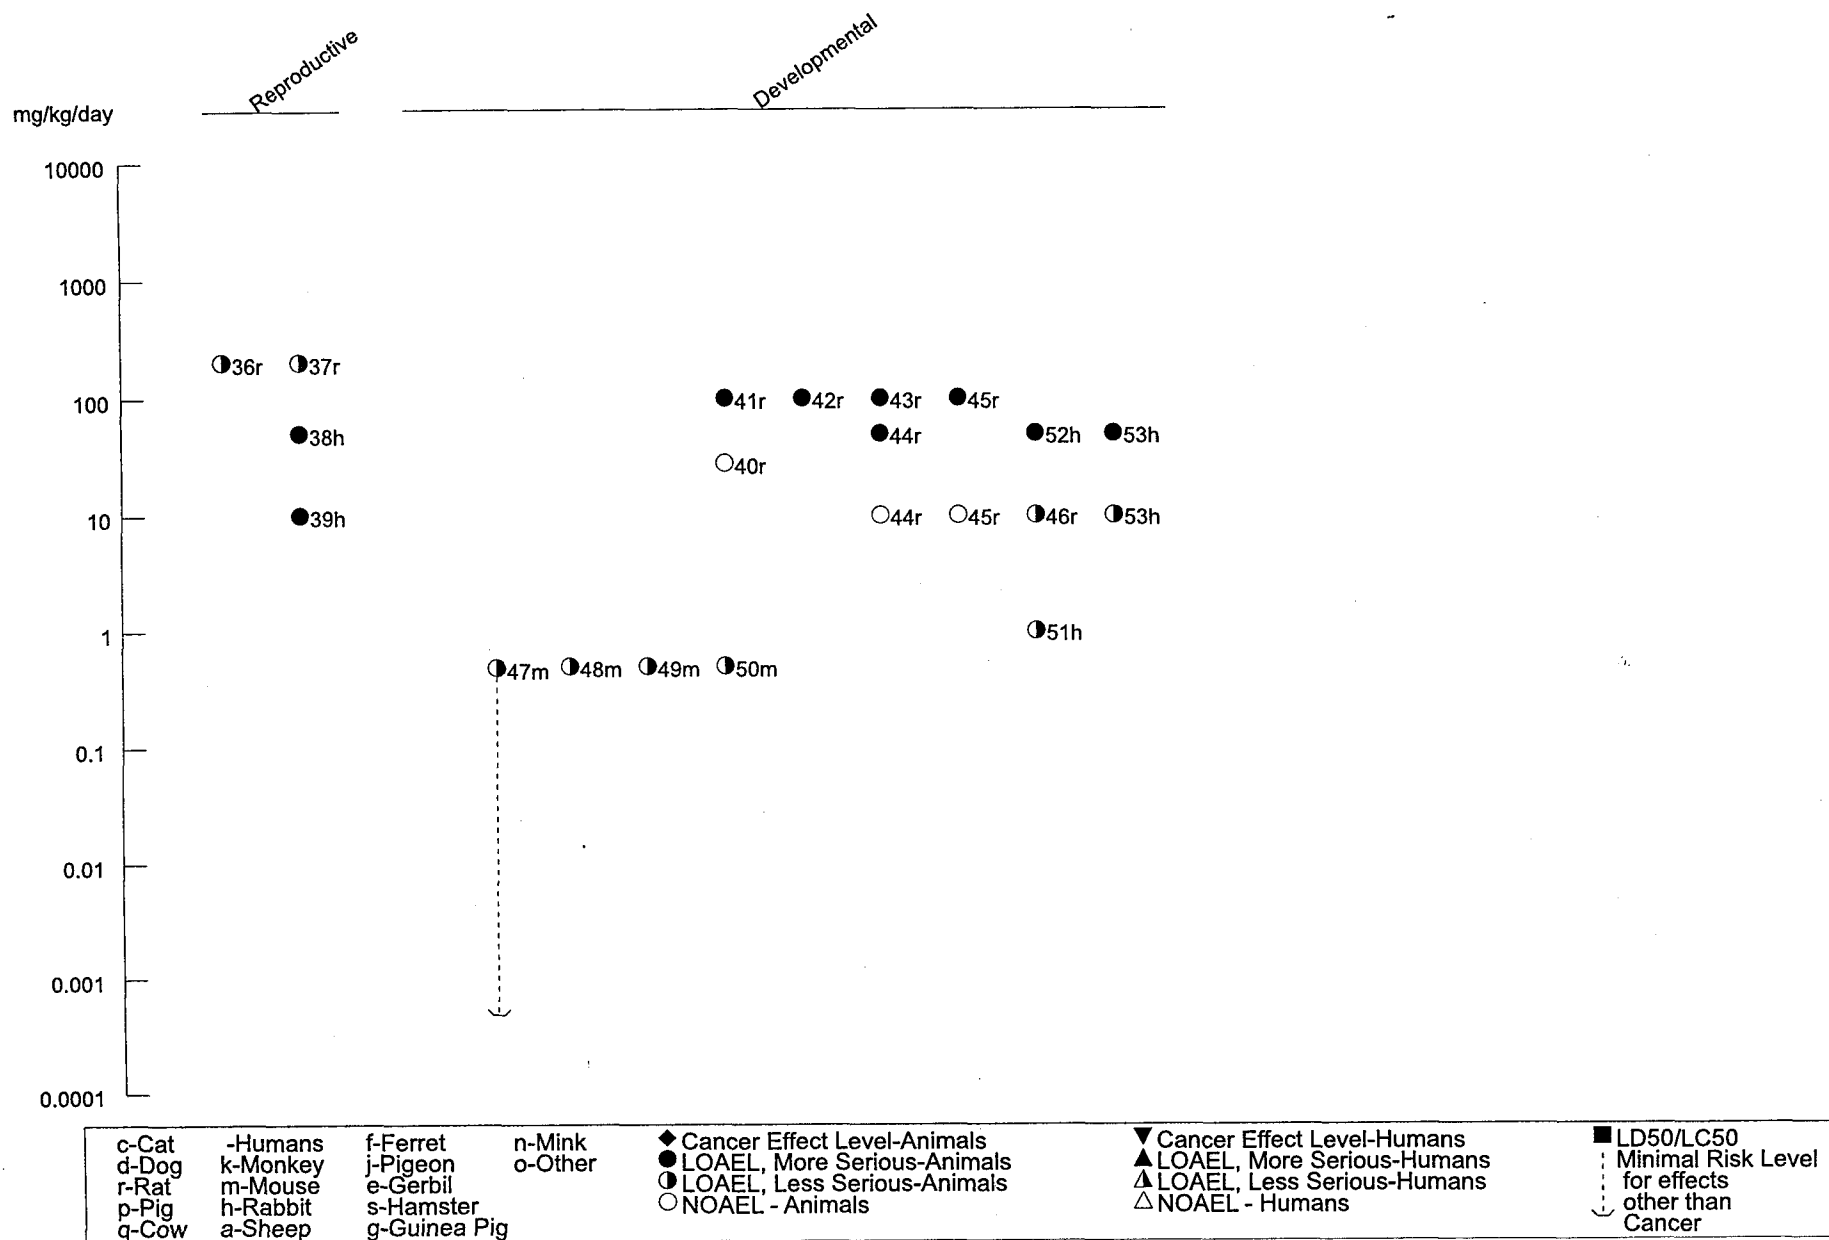 Reproductive
Developmental
mg/kg/day
10000
1000
36r 37r
100
41r 42r 43r 45r
38h
44r 52h 53h
40r
10
39h
44r 45r 46r 53h
1
51h
47m 48m 49m 50m
0.1
0.01
0.001
0.0001
c-Cat -Humans f-Ferret n-Mink
d-Dog k-Monkey j-Pigeon o-Other
r-Rat m-Mouse e-Gerbil
p-Pig h-Rabbit s-Hamster
q-Cow a-Sheep g-Guinea Pig
Cancer Effect Level-Animals
LOAEL, More Serious-Animals
LOAEL, Less Serious-Animals
NOAEL - Animals
Cancer Effect Level-Humans
LOAEL, More Serious-Humans
LOAEL, Less Serious-Humans
NOAEL - Humans
LD50/LC50
Minimal Risk Level
for effects
other than
Cancer